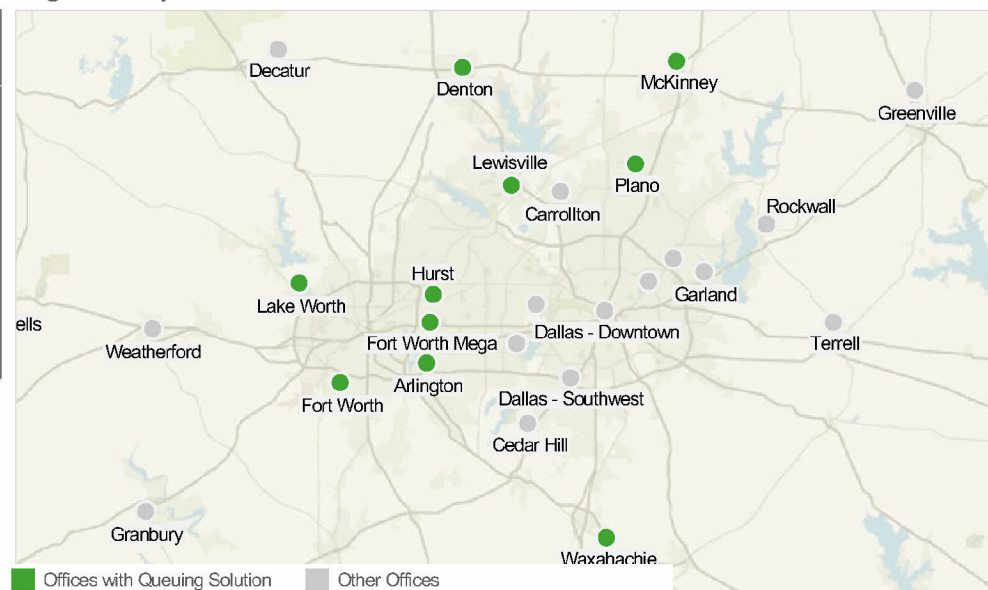 Decatur
Denton
McKinney
Greenville
Lewisville
Plano
Carrollton
Rockwall
Hurst
Garland
Lake Worth
ells
Fort Worth Mega
Dallas - Downtown
Weatherford
Terrell
Arlington
Fort Worth
Dallas - Southwest
Cedar Hill
Granbury
Waxahachie
Offices with Queuing Solution
Other Offices